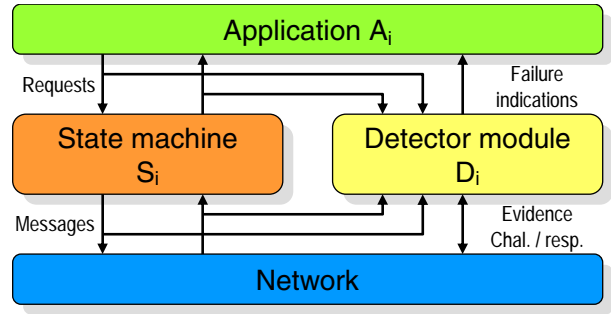 Application Ai
Requests
Failure
indications
State machine
Si
Detector module
Di
Messages
Evidence
Chal. / resp.
Network